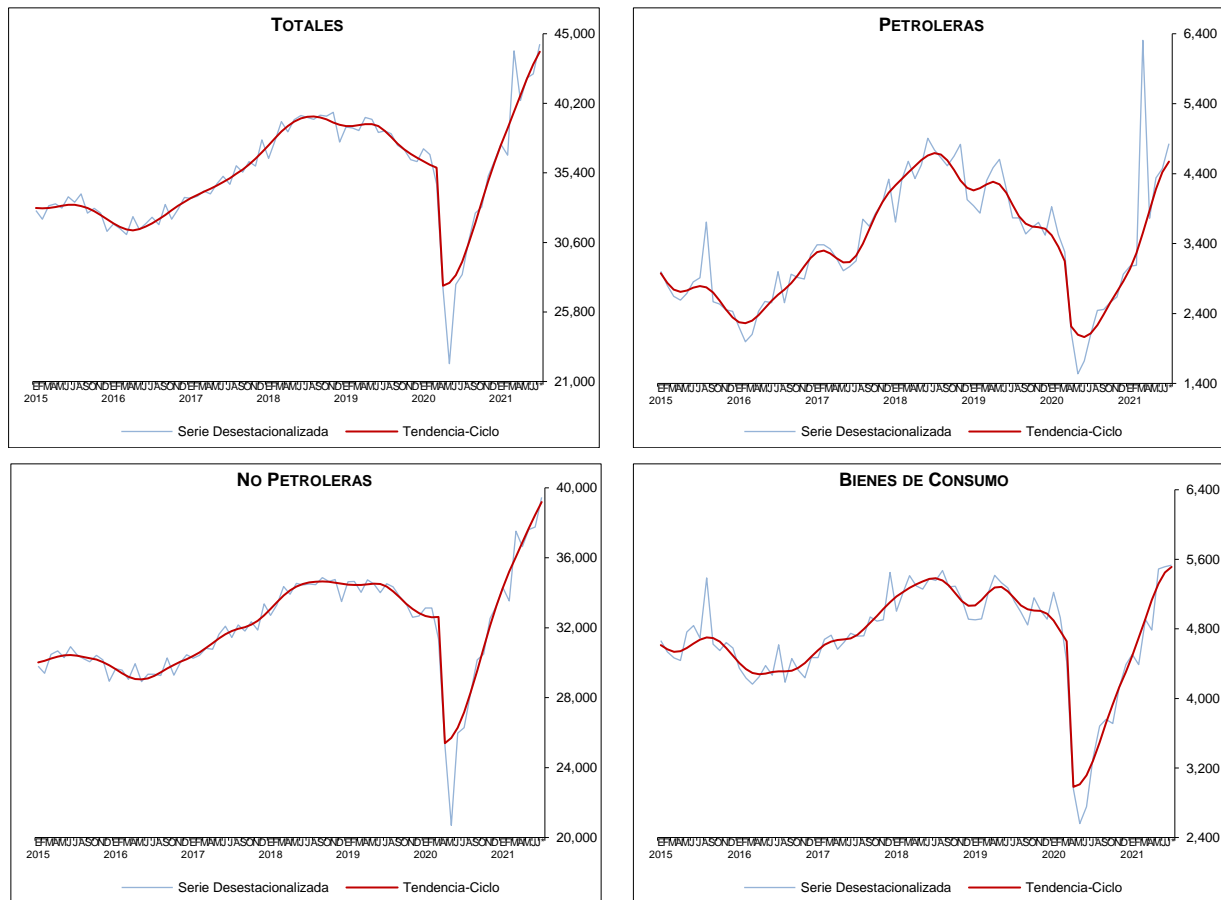 TOTALES
45,000
40,200
35,400
30,600
25,800
21,000
2015 2016 2017 2018 2019 2020 2021
Serie Desestacionalizada Tendencia-Ciclo
PETROLERAS
6,400
5,400
4,400
3,400
2,400
1,400
2015 2016 2017 2018 2019 2020 2021
Serie Desestacionalizada Tendencia-Ciclo
NO PETROLERAS
40,000
36,000
32,000
28,000
24,000
20,000
2015 2016 2017 2018 2019 2020 2021
Serie Desestacionalizada Tendencia-Ciclo
BIENES DE CONSUMO
6,400
5,600
4,800
4,000
3,200
2,400
2015 2016 2017 2018 2019 2020 2021
Serie Desestacionalizada Tendencia-Ciclo